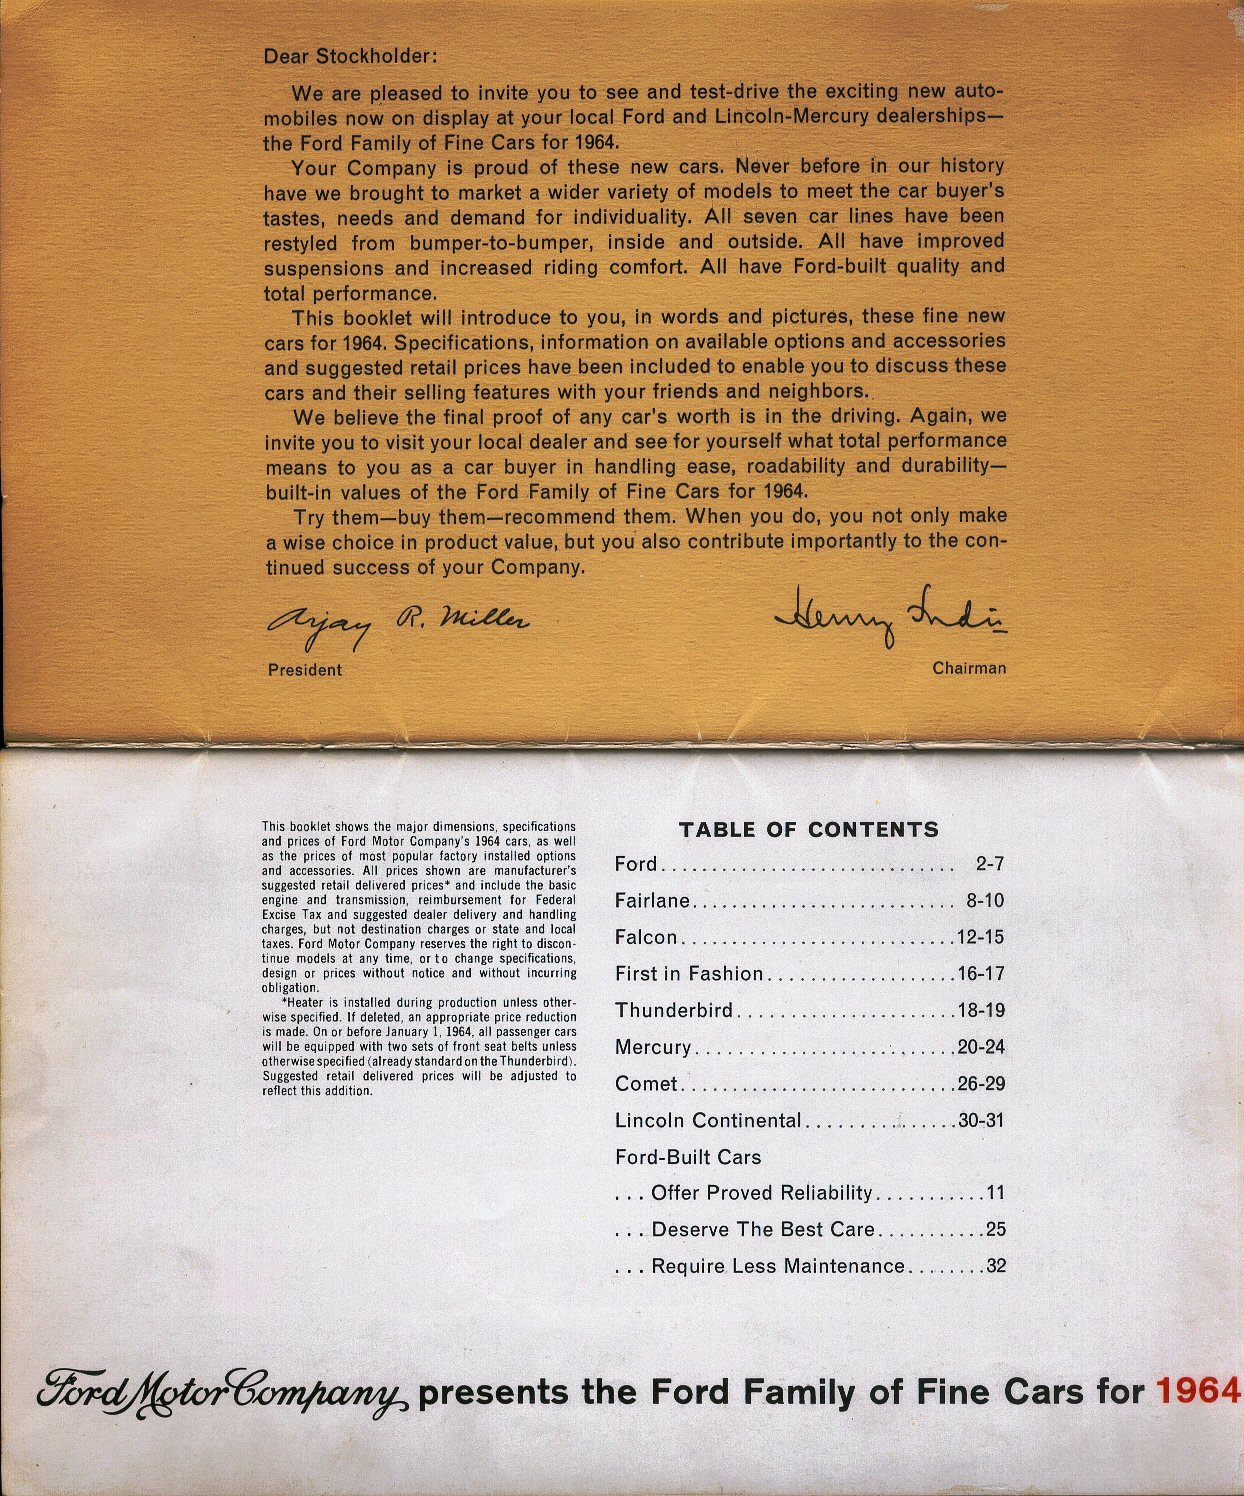 Dear Stockholder:
We are pleased to invite you to see and test-drive the exciting new auto-
mobiles now on display at your local Ford and Lincoln-Mercury dealerships—
the Ford Family of Fine Cars for 1964.
Your Company is proud of these new cars. Never before in our history
have we brought to market a wider variety of models to meet the car buyer's
tastes, needs and demand for individuality. All seven car lines have been
restyled from bumper-to-bumper, inside and outside. All have improved
suspensions and increased riding comfort. All have Ford-built quality and
total performance.
This booklet will introduce to you, in words and pictures, these fine new
cars for 1964. Specifications, information on available options and accessories
and suggested retail prices have been included to enable you to discuss these
cars and their selling features with your friends and neighbors.
We believe the final proof of any car's worth is in the driving. Again, we
invite you to visit your local dealer and see for yourself what total performance
means to you as a car buyer in handling ease, roadability and durability—
built-in values of the Ford Family of Fine Cars for 1964.
Try them—buy them—recommend them. When you do, you not only make
a wise choice in product value, but you also contribute importantly to the con-
tinued success of your Company.
Arjay R. Miller
Henry Ford II
President
Chairman
This booklet shows the major dimensions, specifications
and prices of Ford Motor Company's 1964 cars, as well
as the prices of most popular factory installed options
and accessories. All prices shown are manufacturer's
suggested retail delivered prices* and include the basic
engine and transmission, reimbursement for Federal
Excise Tax and suggested dealer delivery and handling
charges, but not destination charges or state and local
taxes. Ford Motor Company reserves the right to discon-
tinue models at any time, or to change specifications,
design or prices without notice and without incurring
obligation.
*Heater is installed during production unless other-
wise specified. If deleted, an appropriate price reduction
is made. On or before January 1, 1964, all passenger cars
will be equipped with two sets of front seat belts unless
otherwise specified (already standard on the Thunderbird).
Suggested retail delivered prices will be adjusted to
reflect this addition.
TABLE OF CONTENTS
Ford............................. 2-7
Fairlane.......................... 8-10
Falcon...........................12-15
First in Fashion...................16-17
Thunderbird......................18-19
Mercury..........................20-24
Comet...........................26-29
Lincoln Continental...............30-31
Ford-Built Cars
... Offer Proved Reliability...........11
... Deserve The Best Care...........25
... Require Less Maintenance........32
Ford Motor Company presents the Ford Family of Fine Cars for 1964